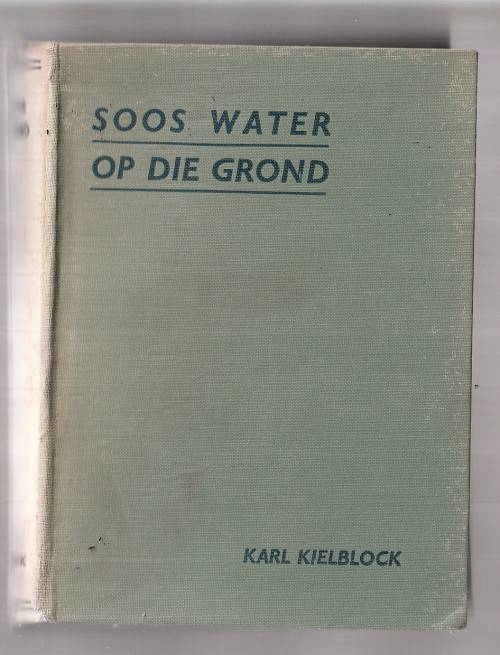 SOOS WATER
OP DIE GROND
KARL KIELBLOCK